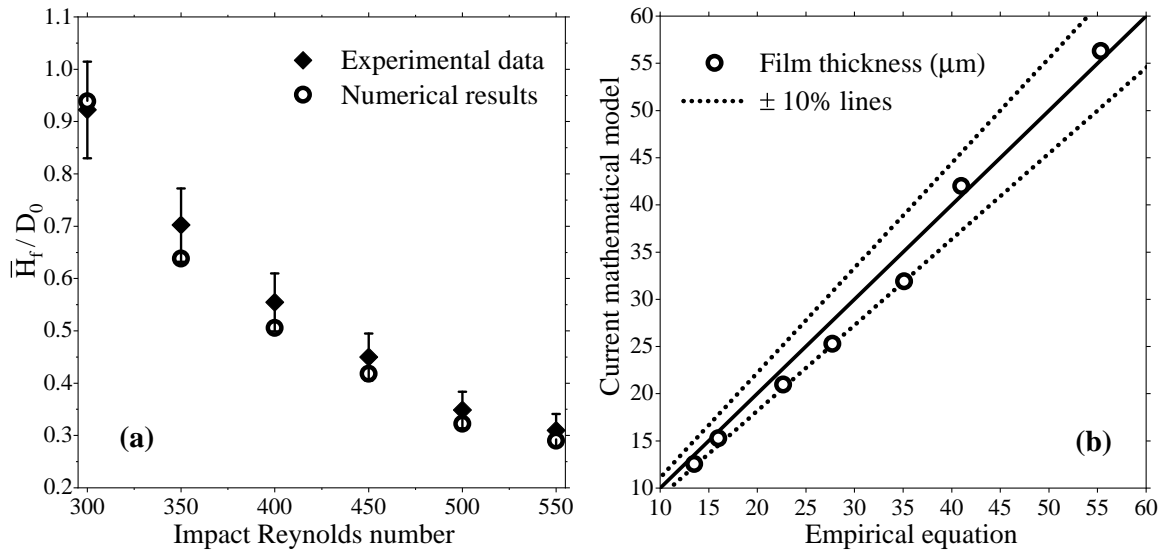 1.1
1.0
0.9
0.8
0.7
0.6
0.5
0.4
0.3
0.2
H̅f / D0
Experimental data
Numerical results
(a)
300 350 400 450 500 550
Impact Reynolds number
60
55
50
45
40
35
30
25
20
15
10
Current mathematical model
Film thickness (μm)
± 10% lines
(b)
10 15 20 25 30 35 40 45 50 55 60
Empirical equation